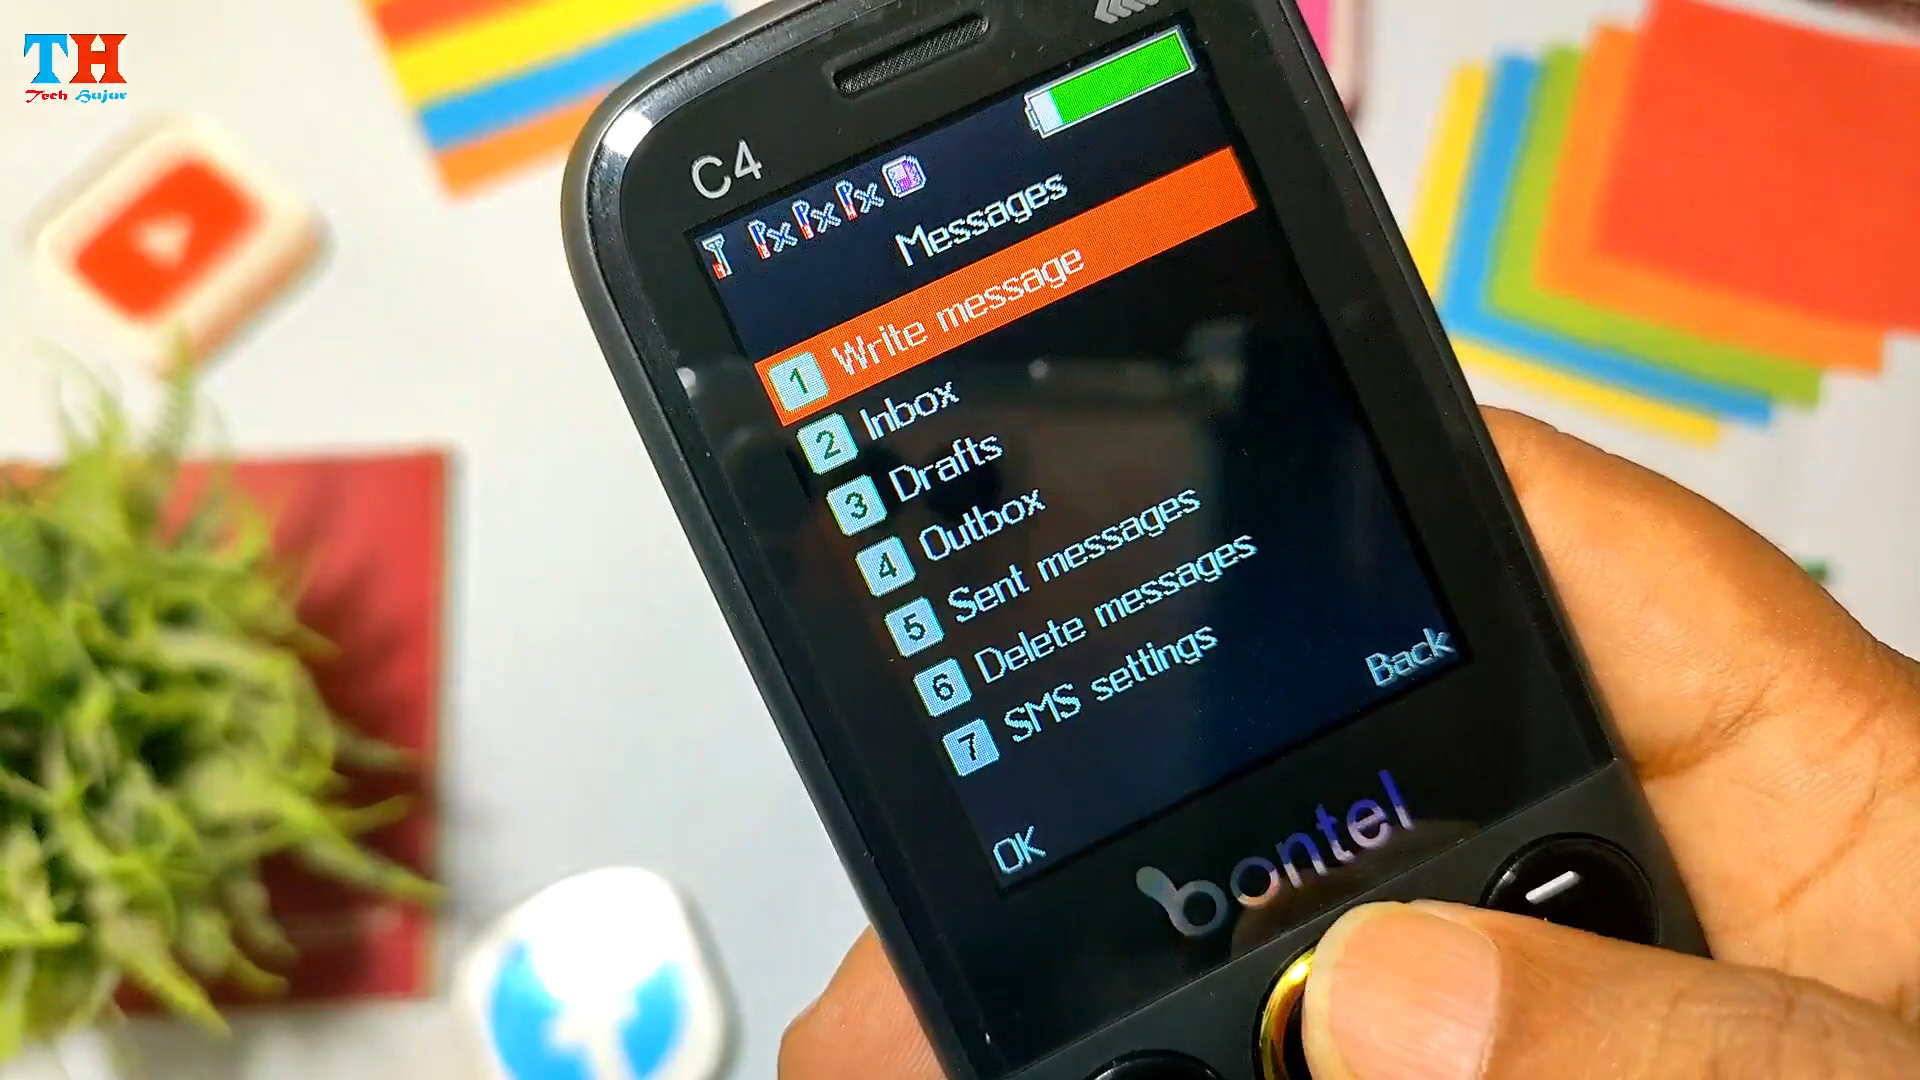 TH
Tech Hajar
C4
Messages
1 Write message
2 Inbox
3 Drafts
4 Outbox
5 Sent messages
6 Delete messages
7 SMS settings
OK
Back
bontel